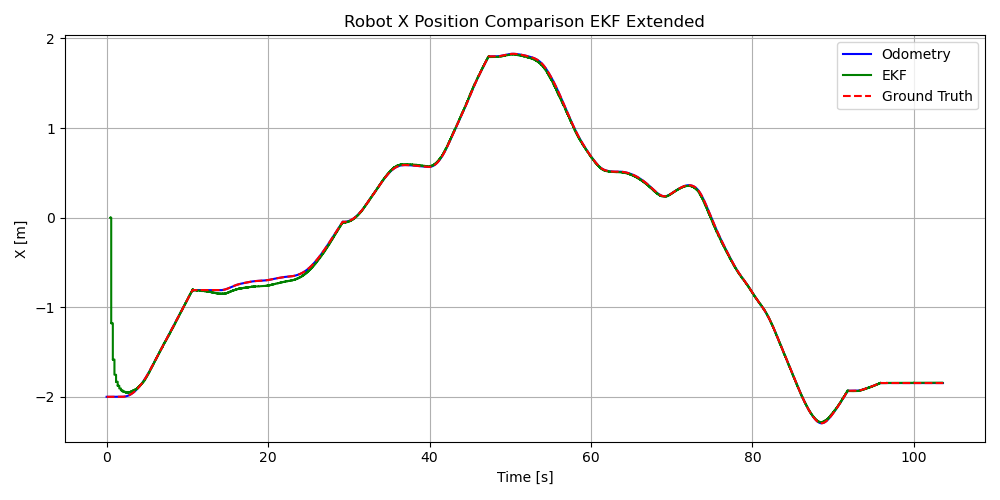 Robot X Position Comparison EKF Extended
Odometry
EKF
Ground Truth
X [m]
2
1
0
−1
−2
0 20 40 60 80 100
Time [s]